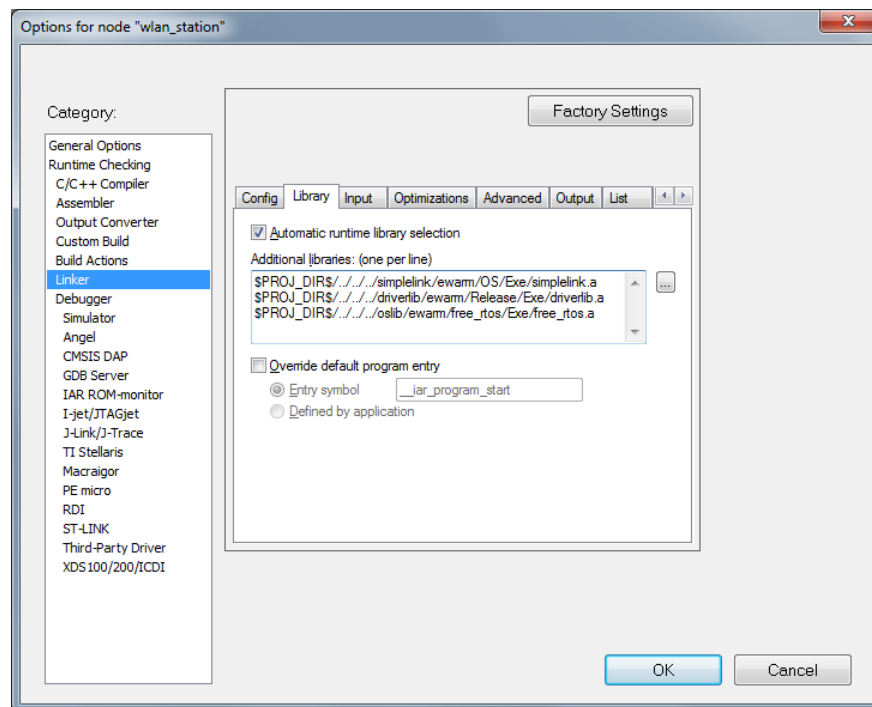 Options for node "wlan_station"
Category:
General Options
Runtime Checking
C/C++ Compiler
Assembler
Output Converter
Custom Build
Build Actions
Linker
Debugger
Simulator
Angel
CMSIS DAP
GDB Server
IAR ROM-monitor
I-jet/JTAGjet
J-Link/J-Trace
TI Stellaris
Macraigor
PE micro
RDI
ST-LINK
Third-Party Driver
XDS100/200/ICDI
Factory Settings
Config Library Input Optimizations Advanced Output List
Automatic runtime library selection
Additional libraries: (one per line)
$PROJ_DIR$/../../../simplelink/ewarm/OS/Exe/simplelink.a
$PROJ_DIR$/../../../driverlib/ewarm/Release/Exe/driverlib.a
$PROJ_DIR$/../../../oslib/ewarm/free_rtos/Exe/free_rtos.a
...
Override default program entry
Entry symbol __iar_program_start
Defined by application
OK Cancel